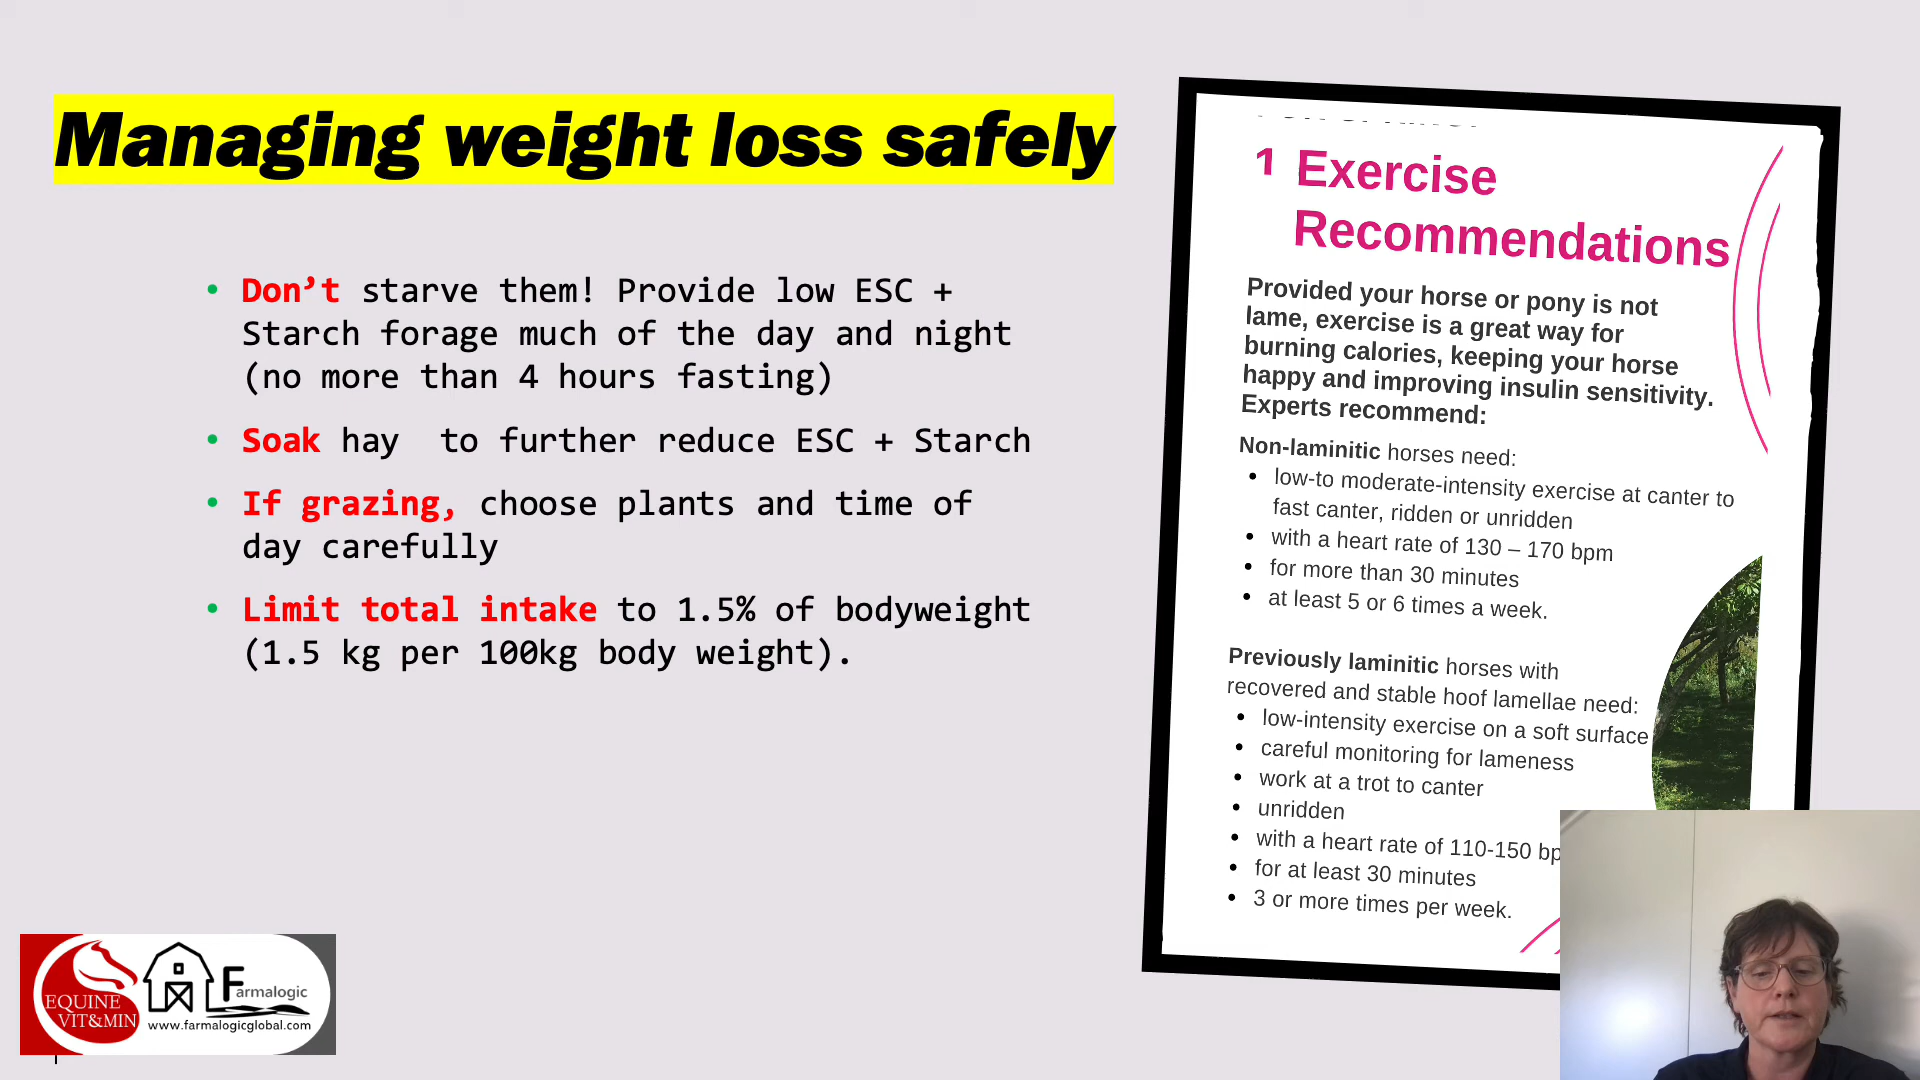 Managing weight loss safely
• Don’t starve them! Provide low ESC +
Starch forage much of the day and night
(no more than 4 hours fasting)
• Soak hay  to further reduce ESC + Starch
• If grazing, choose plants and time of
day carefully
• Limit total intake to 1.5% of bodyweight
(1.5 kg per 100kg body weight).
1 Exercise
Recommendations
Provided your horse or pony is not
lame, exercise is a great way for
burning calories, keeping your horse
happy and improving insulin sensitivity.
Experts recommend:
Non-laminitic horses need:
• low-to moderate-intensity exercise at canter to
fast canter, ridden or unridden
• with a heart rate of 130 – 170 bpm
• for more than 30 minutes
• at least 5 or 6 times a week.
Previously laminitic horses with
recovered and stable hoof lamellae need:
• low-intensity exercise on a soft surface
• careful monitoring for lameness
• work at a trot to canter
• unridden
• with a heart rate of 110-150
• for at least 30 minutes
• 3 or more times per week.
EQUINE
VIT&MIN
Farmalogic
www.farmalogicglobal.com